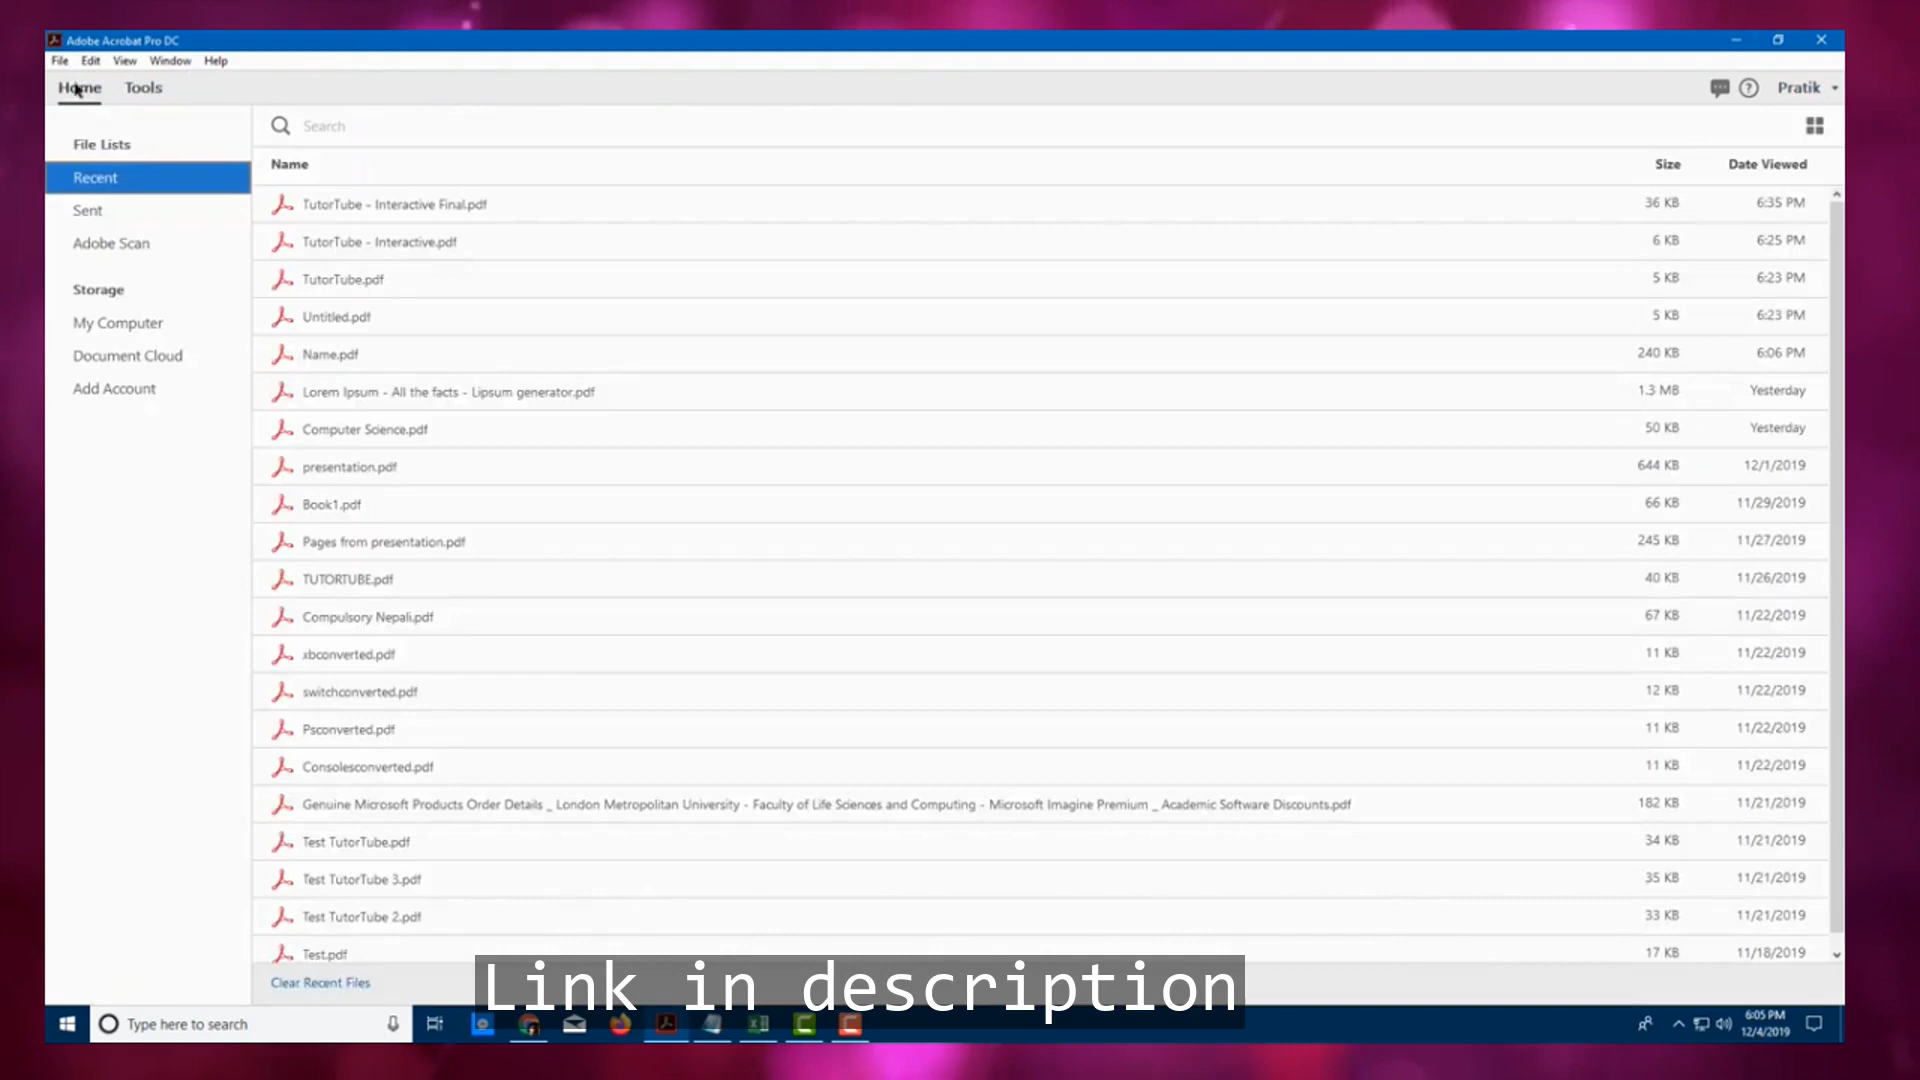 Adobe Acrobat Pro DC
File Edit View Window Help
Home Tools
Pratik
File Lists
Recent
Sent
Adobe Scan
Storage
My Computer
Document Cloud
Add Account
Search
Name Size Date Viewed
TutorTube - Interactive Final.pdf 36 KB 6:35 PM
TutorTube - Interactive.pdf 6 KB 6:25 PM
TutorTube.pdf 5 KB 6:23 PM
Untitled.pdf 5 KB 6:23 PM
Name.pdf 240 KB 6:06 PM
Lorem Ipsum - All the facts - Lipsum generator.pdf 1.3 MB Yesterday
Computer Science.pdf 50 KB Yesterday
presentation.pdf 644 KB 12/1/2019
Book1.pdf 66 KB 11/29/2019
Pages from presentation.pdf 245 KB 11/27/2019
TUTORTUBE.pdf 40 KB 11/26/2019
Compulsory Nepali.pdf 67 KB 11/22/2019
xbconverted.pdf 11 KB 11/22/2019
switchconverted.pdf 12 KB 11/22/2019
Psconverted.pdf 11 KB 11/22/2019
Consolesconverted.pdf 11 KB 11/22/2019
Genuine Microsoft Products Order Details _ London Metropolitan University - Faculty of Life Sciences and Computing - Microsoft Imagine Premium _ Academic Software Discounts.pdf 182 KB 11/21/2019
Test TutorTube.pdf 34 KB 11/21/2019
Test TutorTube 3.pdf 35 KB 11/21/2019
Test TutorTube 2.pdf 33 KB 11/21/2019
Test.pdf 17 KB 11/18/2019
Clear Recent Files
Link in description
Type here to search
6:05 PM
12/4/2019